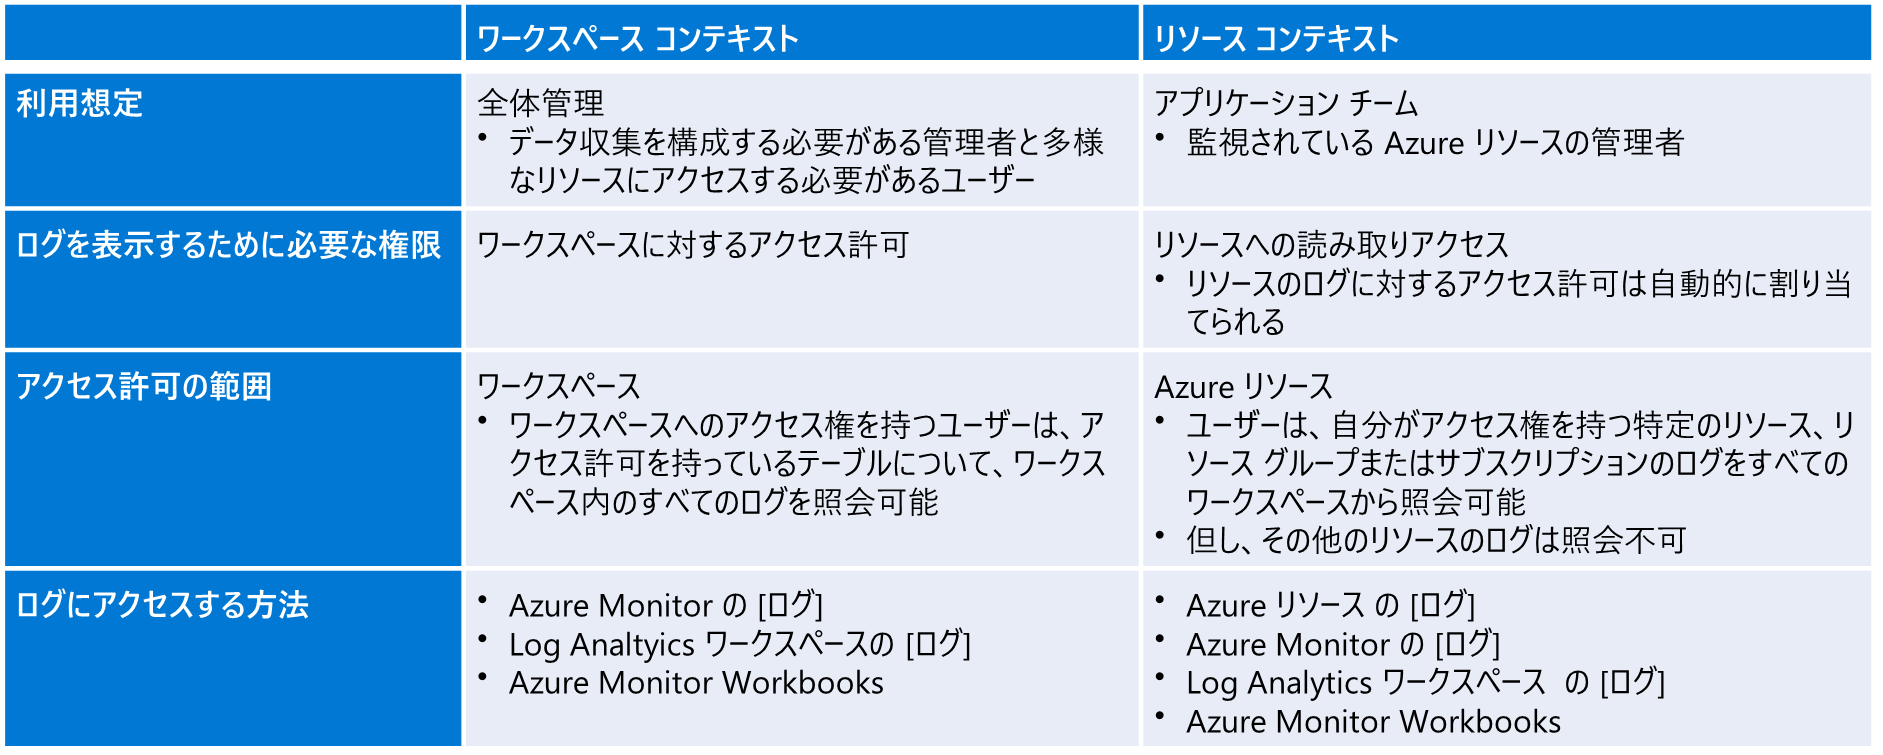 ワークスペース コンテキスト
リソース コンテキスト
利用想定
全体管理
• データ収集を構成する必要がある管理者と多様
なリソースにアクセスする必要があるユーザー
アプリケーション チーム
• 監視されている Azure リソースの管理者
ログを表示するために必要な権限
ワークスペースに対するアクセス許可
リソースへの読み取りアクセス
• リソースのログに対するアクセス許可は自動的に割り当
てられる
アクセス許可の範囲
ワークスペース
• ワークスペースへのアクセス権を持つユーザーは、ア
クセス許可を持っているテーブルについて、ワークス
ペース内のすべてのログを照会可能
Azure リソース
• ユーザーは、自分がアクセス権を持つ特定のリソース、リ
ソース グループまたはサブスクリプションのログをすべての
ワークスペースから照会可能
• 但し、その他のリソースのログは照会不可
ログにアクセスする方法
• Azure Monitor の [ログ]
• Log Analtyics ワークスペースの [ログ]
• Azure Monitor Workbooks
• Azure リソース の [ログ]
• Azure Monitor の [ログ]
• Log Analytics ワークスペース の [ログ]
• Azure Monitor Workbooks